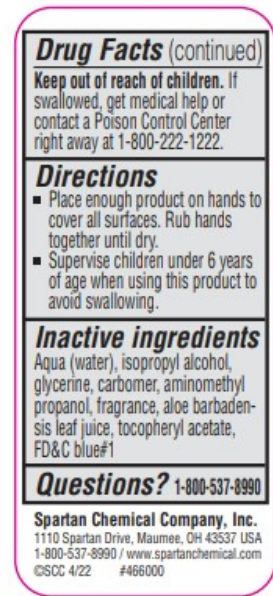 Drug Facts (continued)
Keep out of reach of children. If
swallowed, get medical help or
contact a Poison Control Center
right away at 1-800-222-1222.
Directions
▪ Place enough product on hands to
cover all surfaces. Rub hands
together until dry.
▪ Supervise children under 6 years
of age when using this product to
avoid swallowing.
Inactive ingredients
Aqua (water), isopropyl alcohol,
glycerine, carbomer, aminomethyl
propanol, fragrance, aloe barbaden-
sis leaf juice, tocopheryl acetate,
FD&C blue#1
Questions? 1-800-537-8990
Spartan Chemical Company, Inc.
1110 Spartan Drive, Maumee, OH 43537 USA
1-800-537-8990 / www.spartanchemical.com
©SCC 4/22 #466000